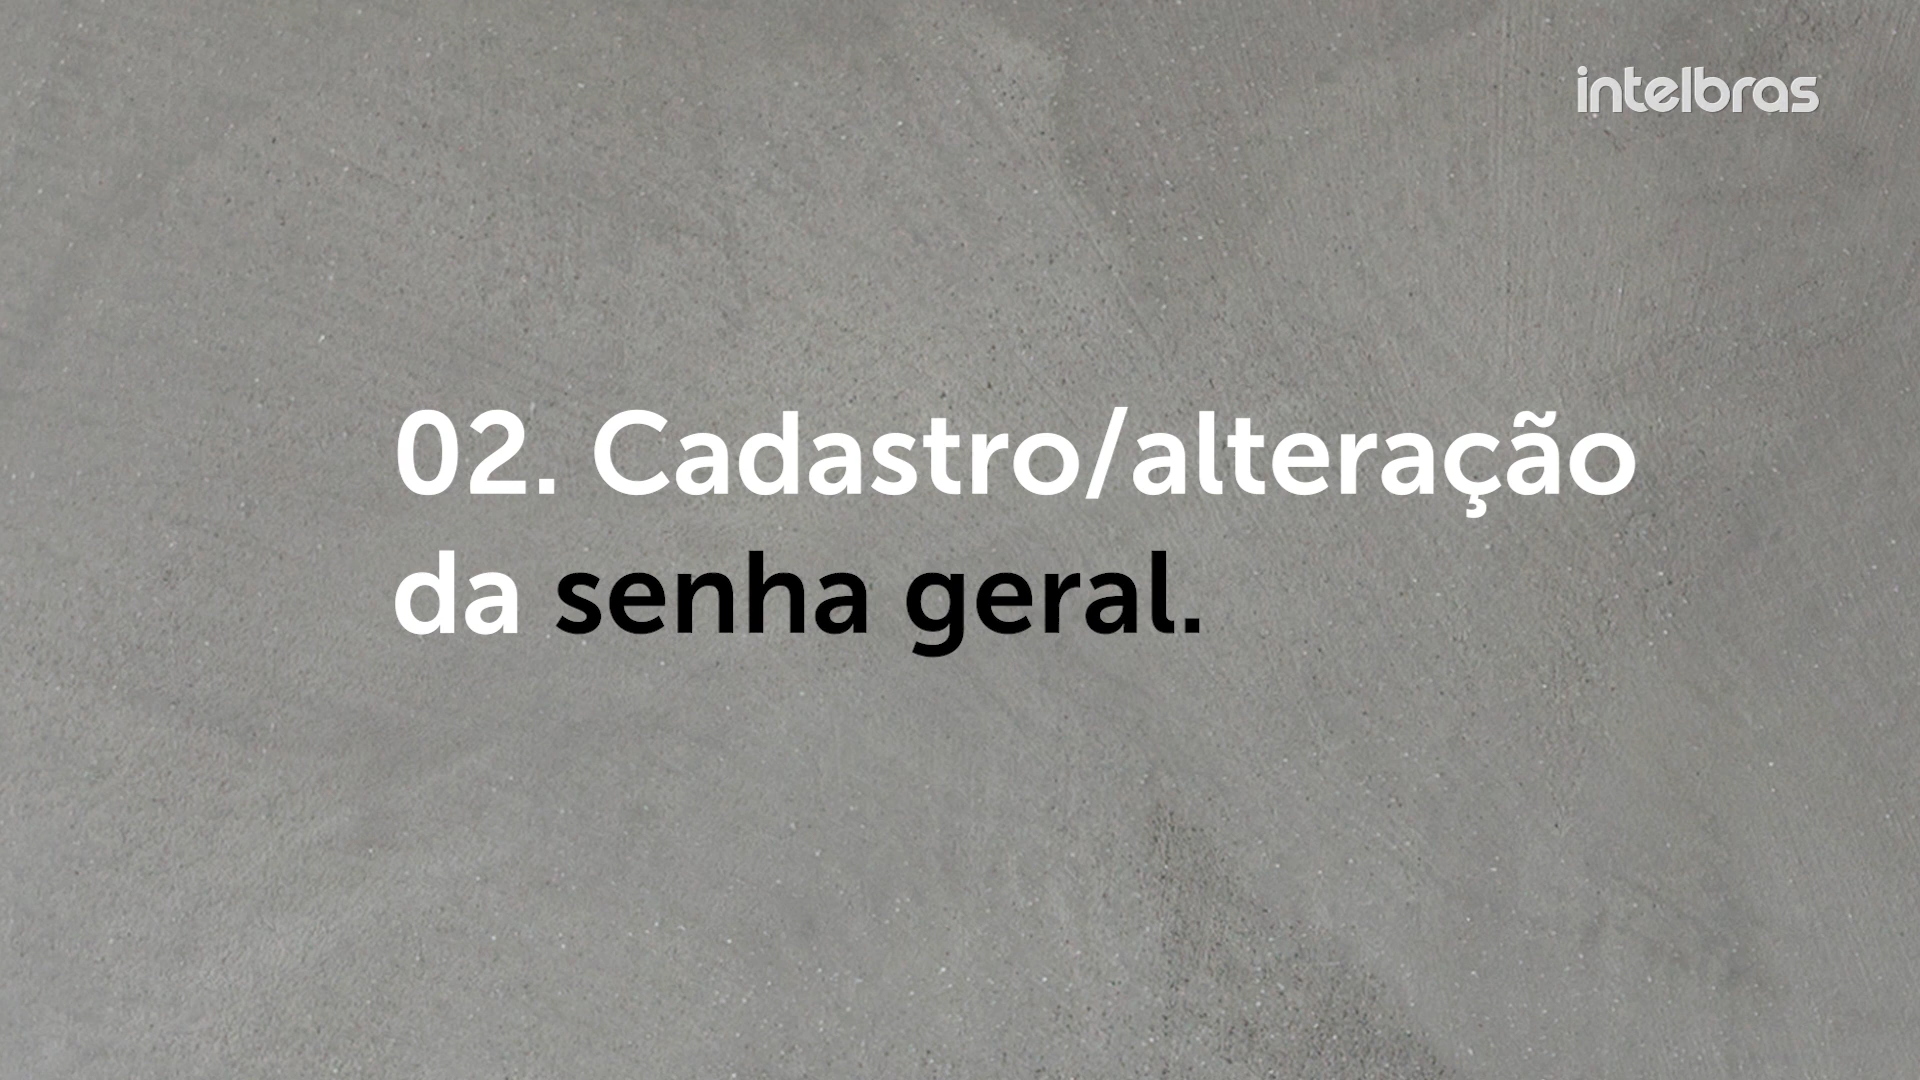 intelbras
02. Cadastro/alteração
da senha geral.